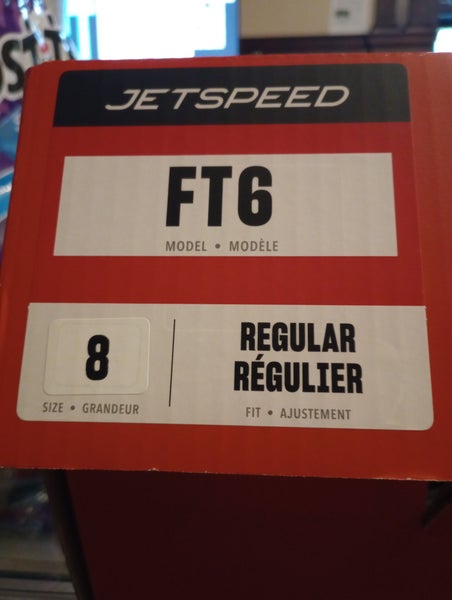 JETSPEED
FT6
MODEL • MODÈLE
8
SIZE • GRANDEUR
REGULAR
RÉGULIER
FIT • AJUSTEMENT